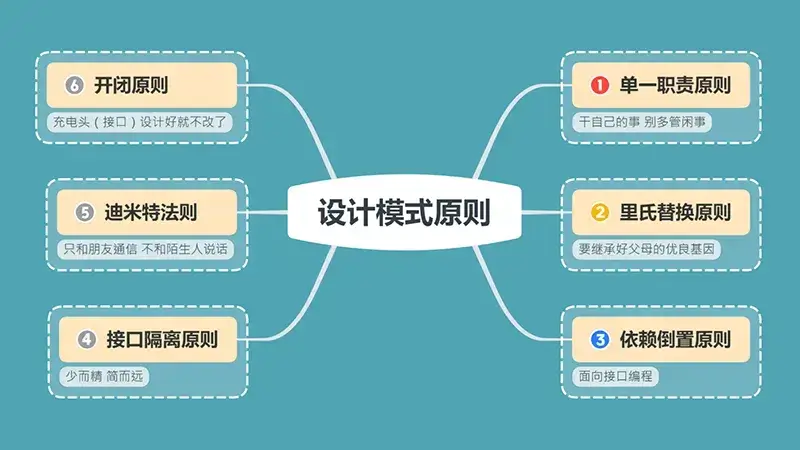 设计模式原则
1 单一职责原则
干自己的事 别多管闲事
2 里氏替换原则
要继承好父母的优良基因
3 依赖倒置原则
面向接口编程
4 接口隔离原则
少而精 简而远
5 迪米特法则
只和朋友通信 不和陌生人说话
6 开闭原则
充电头（接口）设计好就不改了